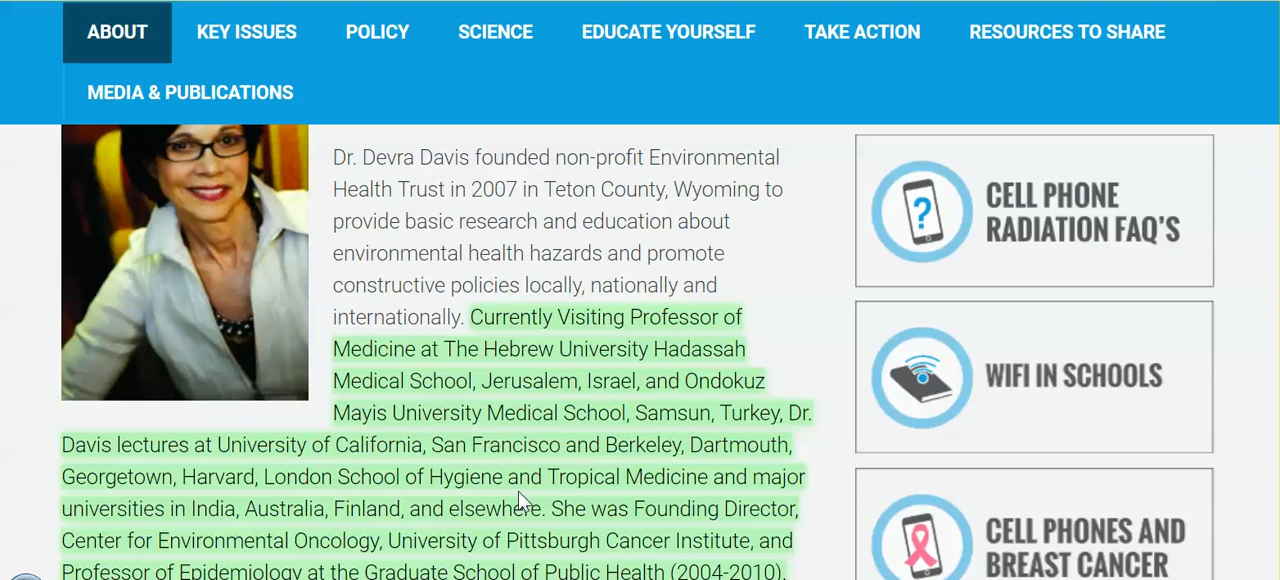 ABOUT
KEY ISSUES
POLICY
SCIENCE
EDUCATE YOURSELF
TAKE ACTION
RESOURCES TO SHARE
MEDIA & PUBLICATIONS
Dr. Devra Davis founded non-profit Environmental
Health Trust in 2007 in Teton County, Wyoming to
provide basic research and education about
environmental health hazards and promote
constructive policies locally, nationally and
internationally. Currently Visiting Professor of
Medicine at The Hebrew University Hadassah
Medical School, Jerusalem, Israel, and Ondokuz
Mayis University Medical School, Samsun, Turkey, Dr.
Davis lectures at University of California, San Francisco and Berkeley, Dartmouth,
Georgetown, Harvard, London School of Hygiene and Tropical Medicine and major
universities in India, Australia, Finland, and elsewhere. She was Founding Director,
Center for Environmental Oncology, University of Pittsburgh Cancer Institute, and
Professor of Epidemiology at the Graduate School of Public Health (2004-2010).
?
CELL PHONE
RADIATION FAQ'S
WIFI IN SCHOOLS
CELL PHONES AND
BREAST CANCER